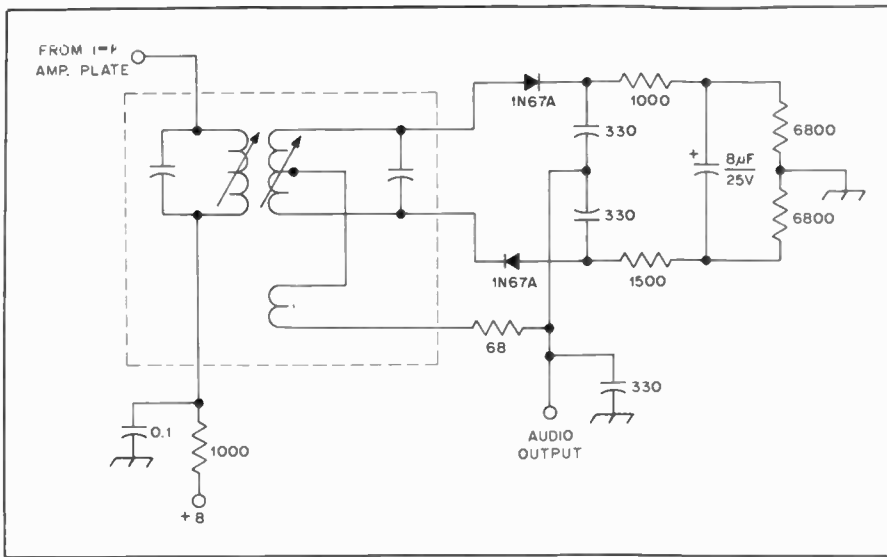 FROM I-F
AMP. PLATE
1N67A
1000
330
6800
+
8µF
25V
330
6800
1N67A
1500
68
330
0.1
1000
AUDIO
OUTPUT
+8